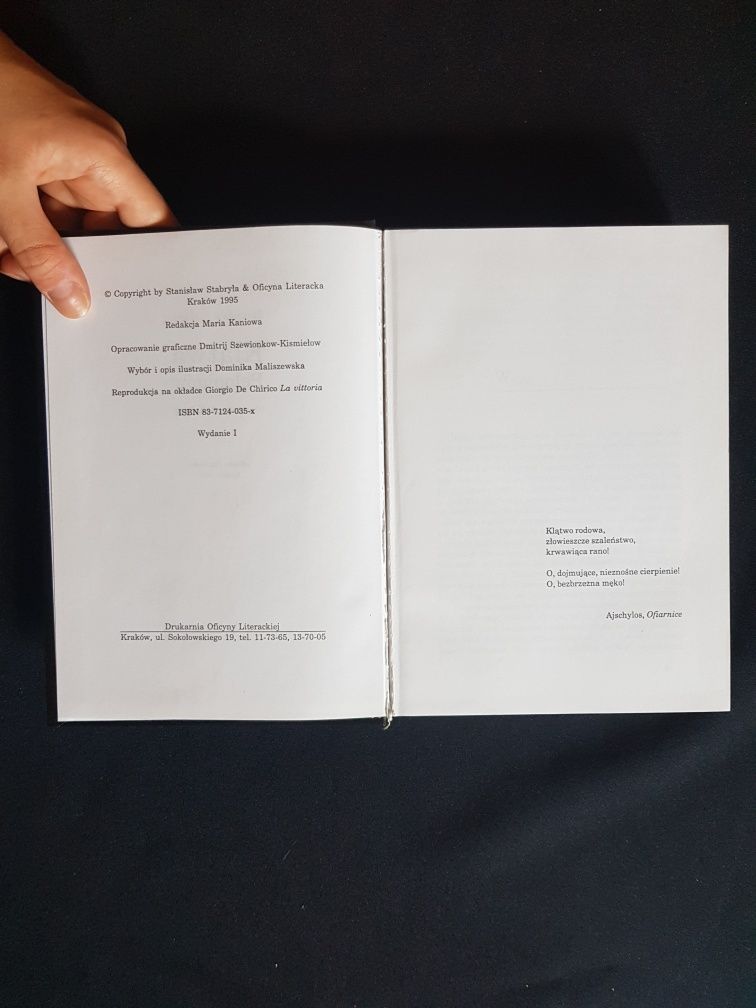 © Copyright by Stanisław Stabryła & Oficyna Literacka
Kraków 1995
Redakcja Maria Kaniowa
Opracowanie graficzne Dmitrij Szewionkow-Kismiełow
Wybór i opis ilustracji Dominika Maliszewska
Reprodukcja na okładce Giorgio De Chirico La vittoria
ISBN 83-7124-035-x
Wydanie I
Drukarnia Oficyny Literackiej
Kraków, ul. Sokołowskiego 19, tel. 11-73-65, 13-70-05
Klątwo rodowa,
złowieszcze szaleństwo,
krwawiąca rano!
O, dojmujące, nieznośne cierpienie!
O, bezbrzeżna męko!
Ajschylos, Ofiarnice